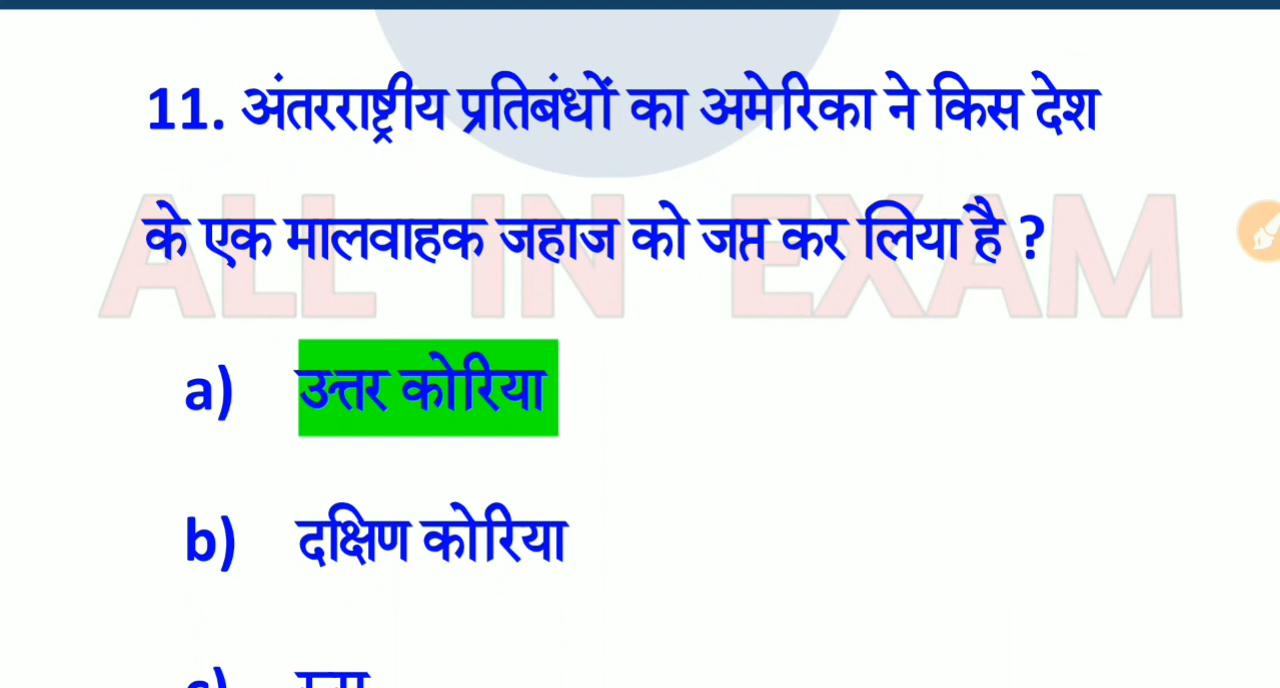 11. अंतरराष्ट्रीय प्रतिबंधों का अमेरिका ने किस देश
के एक मालवाहक जहाज को जप्त कर लिया है ?
ALL IN EXAM
a) उत्तर कोरिया
b) दक्षिण कोरिया